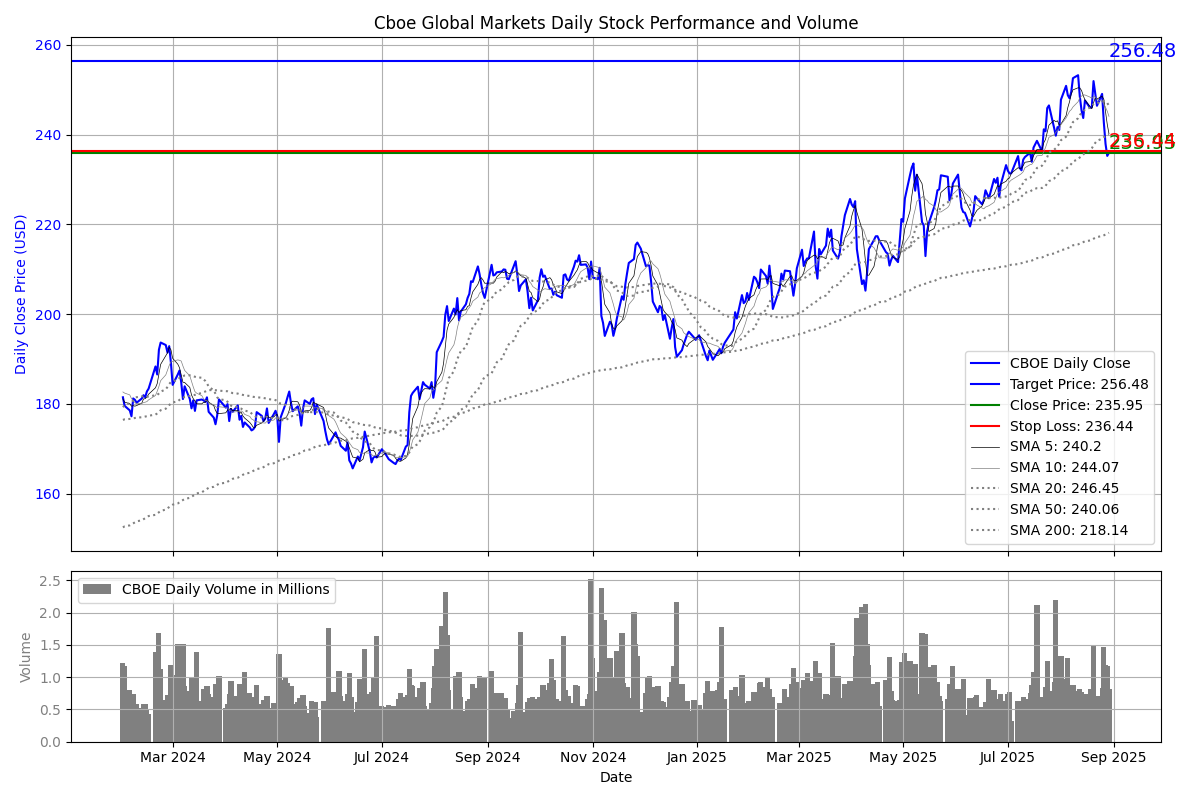 Cboe Global Markets Daily Stock Performance and Volume
Daily Close Price (USD)
260
240
220
200
180
160
256.48
236.44
235.95
CBOE Daily Close
Target Price: 256.48
Close Price: 235.95
Stop Loss: 236.44
SMA 5: 240.2
SMA 10: 244.07
SMA 20: 246.45
SMA 50: 240.06
SMA 200: 218.14
Volume
2.5
2.0
1.5
1.0
0.5
0.0
CBOE Daily Volume in Millions
Mar 2024
May 2024
Jul 2024
Sep 2024
Nov 2024
Jan 2025
Mar 2025
May 2025
Jul 2025
Sep 2025
Date